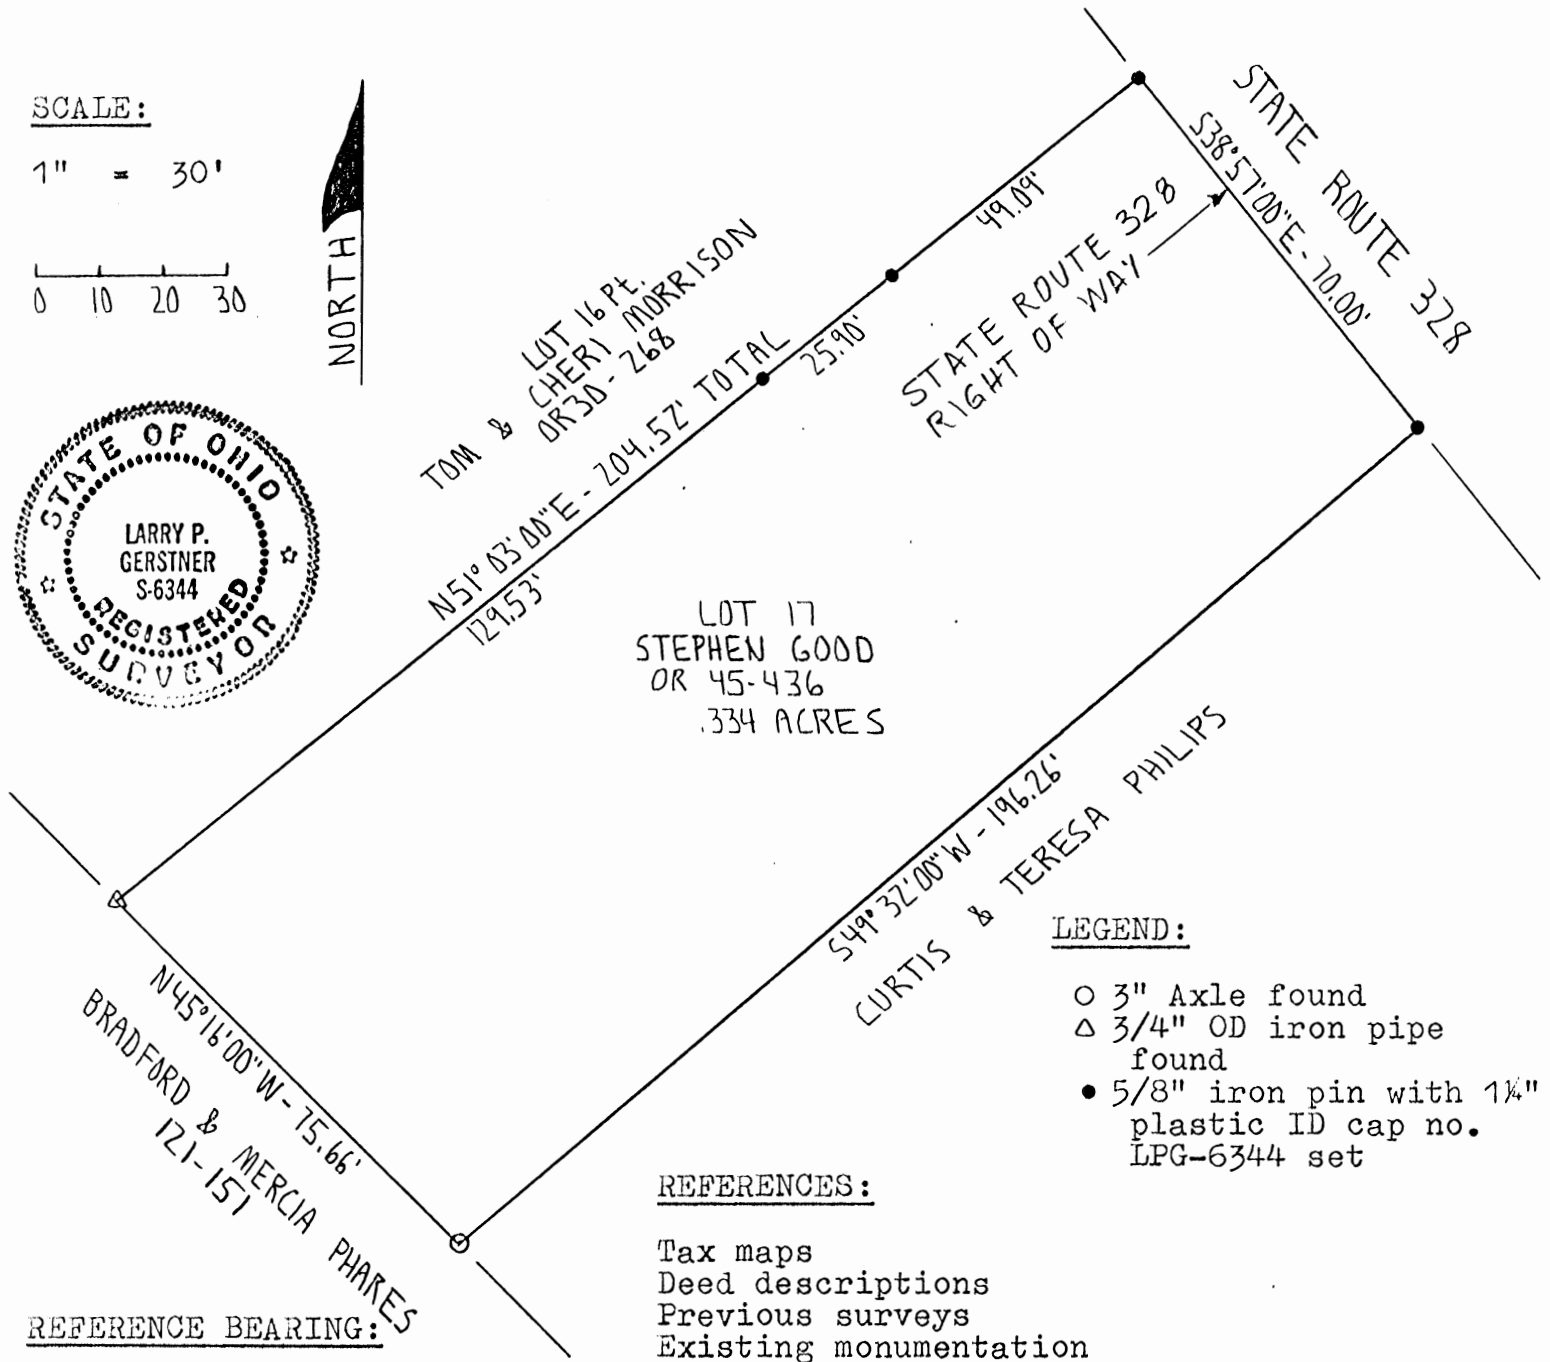 SCALE:
1" = 30'
0 10 20 30
NORTH
STATE OF OHIO
LARRY P.
GERSTNER
S-6344
REGISTERED
SURVEYOR
LOT 16 Pt.
TOM & CHERI MORRISON
OR30-268
N51°03'00"E - 204.52' TOTAL
129.53'
25.90'
49.09'
STATE ROUTE 328
RIGHT OF WAY
S38°57'00"E - 70.00'
STATE ROUTE 328
LOT 17
STEPHEN GOOD
OR 45-436
.334 ACRES
S49°32'00"W - 196.26'
CURTIS & TERESA PHILIPS
N45°16'00"W - 75.66'
BRADFORD & MERCIA PHARES
121-151
LEGEND:
3" Axle found
3/4" OD iron pipe
found
5/8" iron pin with 1¼"
plastic ID cap no.
LPG-6344 set
REFERENCES:
Tax maps
Deed descriptions
Previous surveys
Existing monumentation
REFERENCE BEARING: